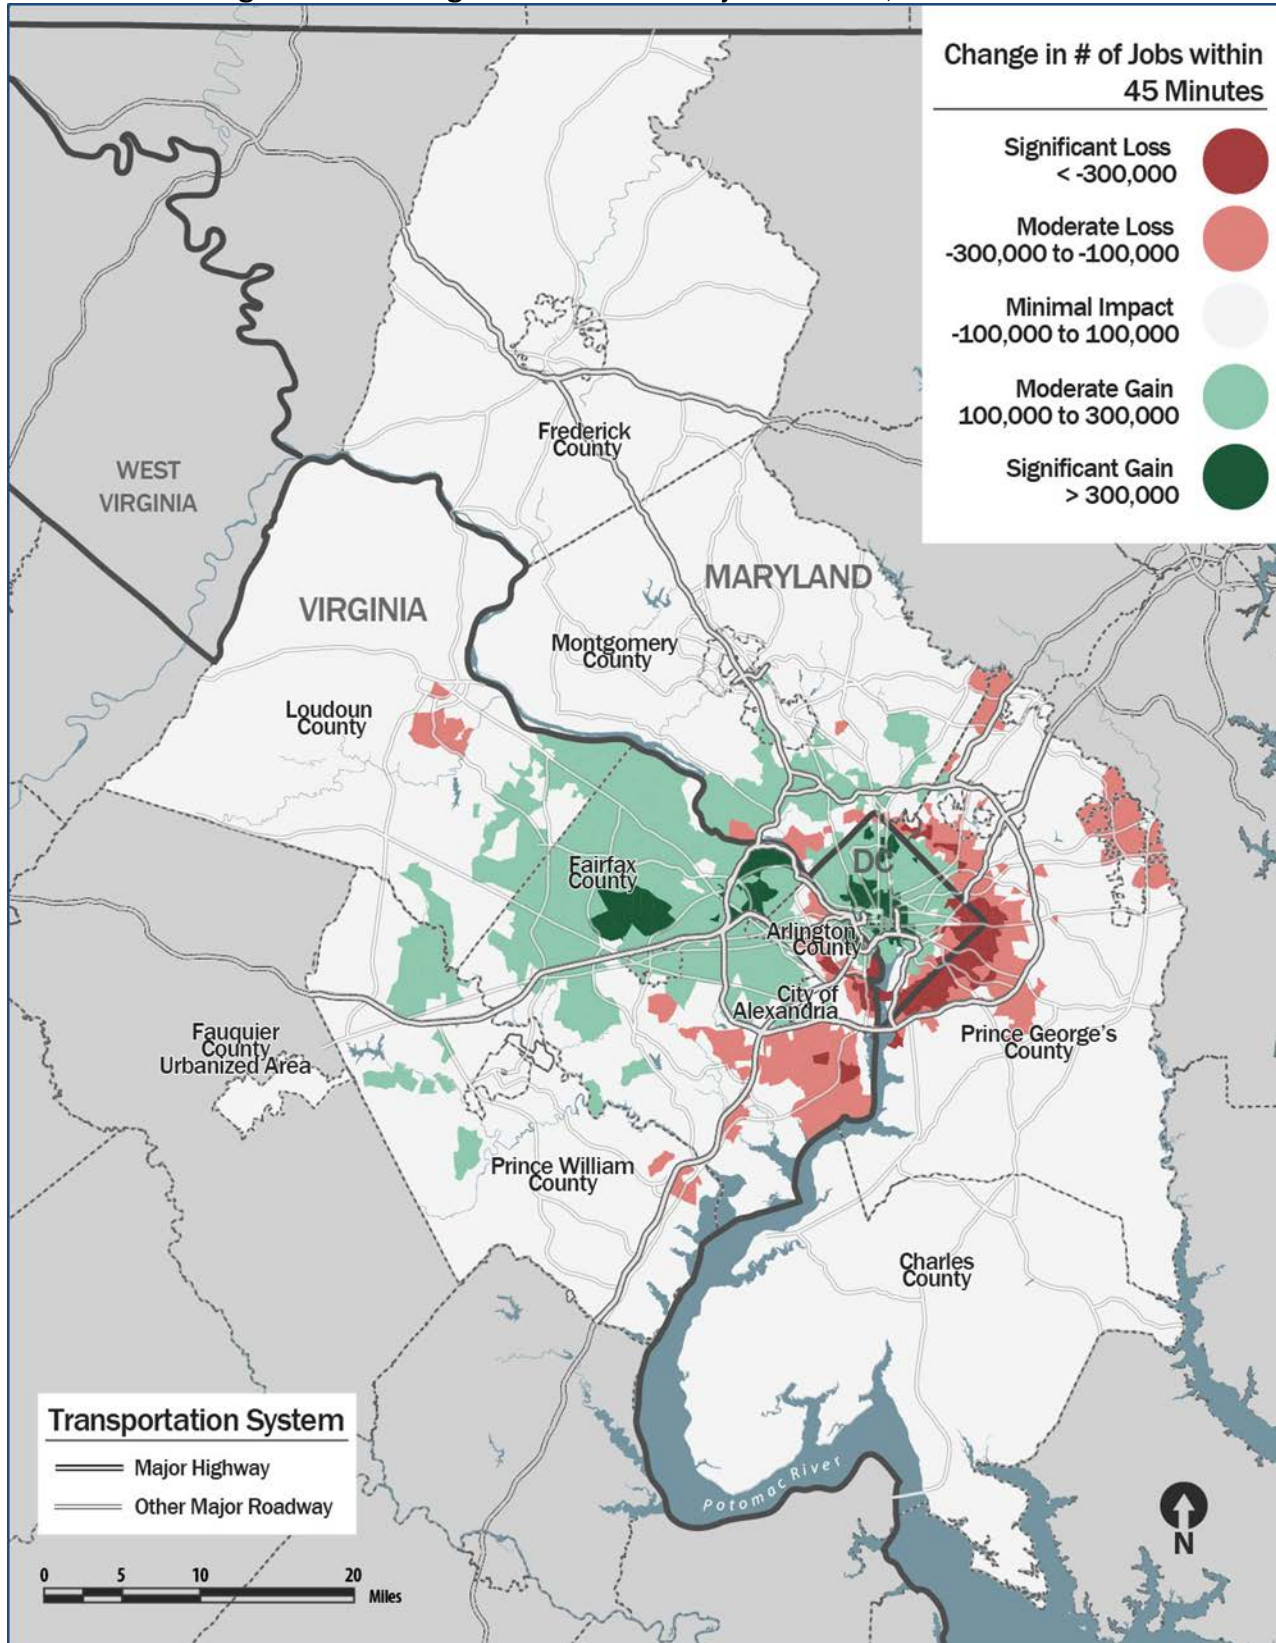 Change in # of Jobs within
45 Minutes
Significant Loss
< -300,000
Moderate Loss
-300,000 to -100,000
Minimal Impact
-100,000 to 100,000
Moderate Gain
100,000 to 300,000
Significant Gain
> 300,000
Frederick
County
WEST
VIRGINIA
MARYLAND
VIRGINIA
Montgomery
County
Loudoun
County
DC
Fairfax
County
Arlington
County
City of
Alexandria
Fauquier
County
Urbanized Area
Prince George's
County
Prince William
County
Charles
County
Potomac River
Transportation System
Major Highway
Other Major Roadway
0 5 10 20
Miles
N